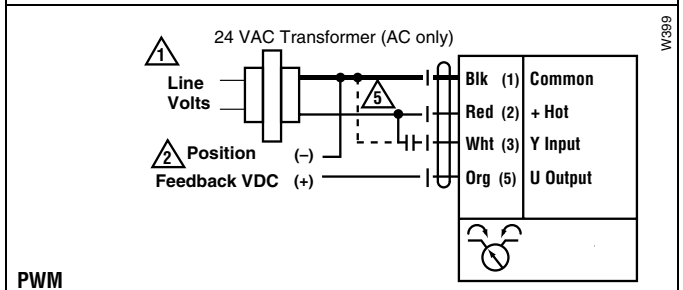 24 VAC Transformer (AC only)
W399
1
Line
Volts
5
Blk (1) Common
Red (2) + Hot
Wht (3) Y Input
Org (5) U Output
2 Position (–)
Feedback VDC (+)
PWM